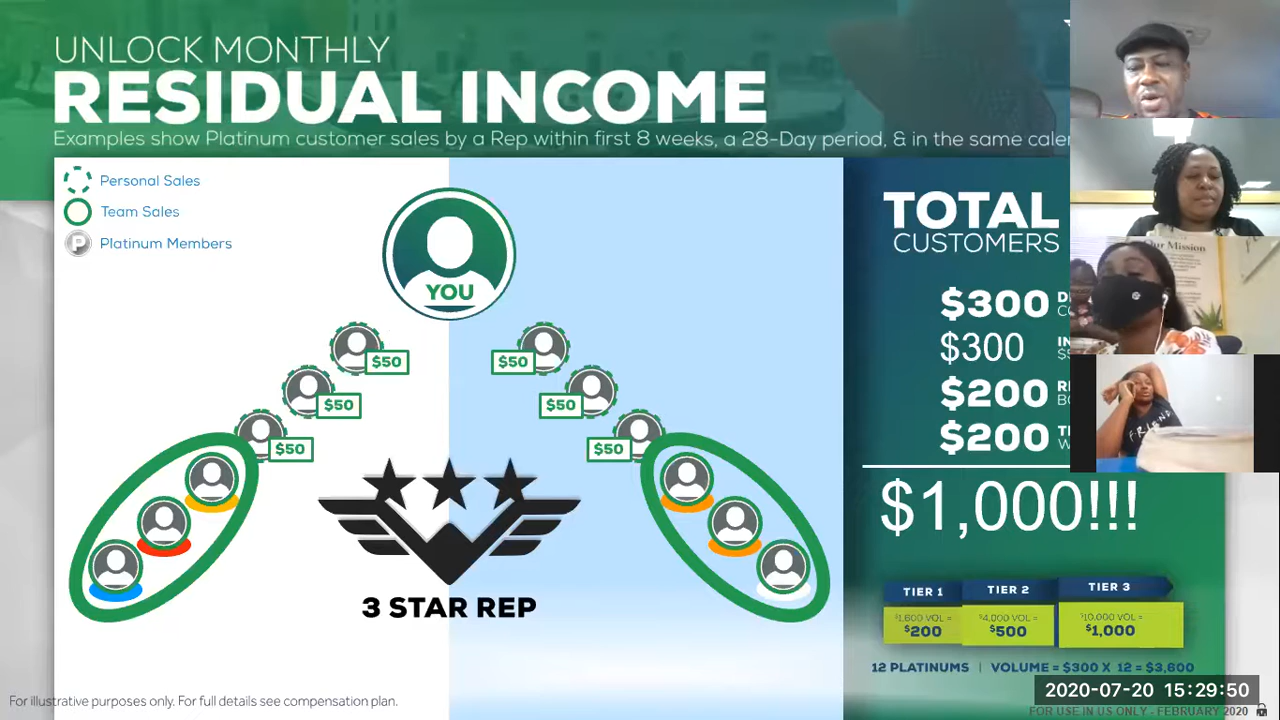 UNLOCK MONTHLY
RESIDUAL INCOME
Examples show Platinum customer sales by a Rep within first 8 weeks, a 28-Day period, & in the same
Personal Sales
Team Sales
Platinum Members
YOU
$50
$50
$50
$50
$50
$50
3 STAR REP
TOTAL
CUSTOMERS
$300
$300
$200
$200
$1,000!!!
TIER 1
TIER 2
TIER 3
$1,600 VOL =
$200
$4,000 VOL =
$500
$10,000 VOL =
$1,000
12 PLATINUMS | VOLUME = $300 X 12 = $3,600
Our Mission
FRIEND
For illustrative purposes only. For full details see compensation plan.
2020-07-20 15:29:50
FOR USE IN US ONLY - FEBRUARY 2020